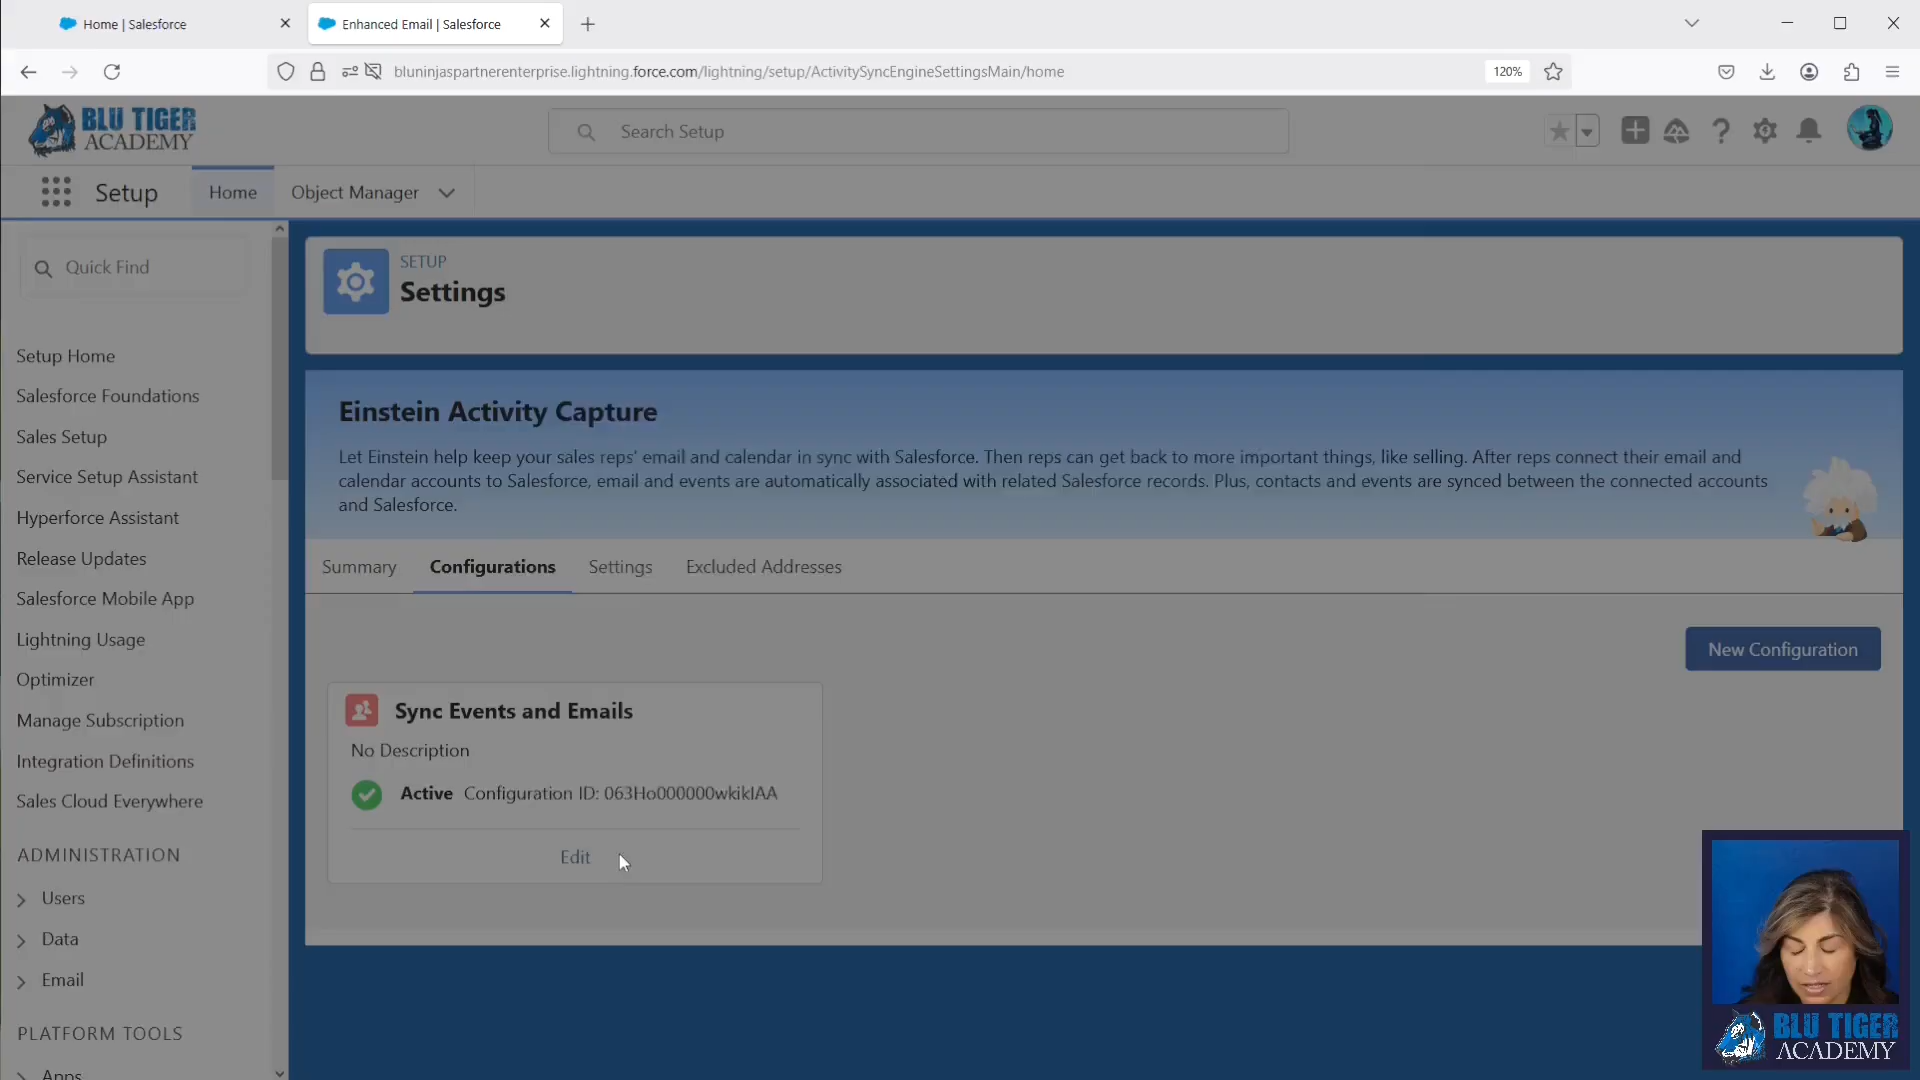 Home | Salesforce
Enhanced Email | Salesforce
bluninjaspartnerenterprise.lightning.force.com/lightning/setup/ActivitySyncEngineSettingsMain/home
120%
BLU TIGER
ACADEMY
Search Setup
Setup
Home
Object Manager
Quick Find
Setup Home
Salesforce Foundations
Sales Setup
Service Setup Assistant
Hyperforce Assistant
Release Updates
Salesforce Mobile App
Lightning Usage
Optimizer
Manage Subscription
Integration Definitions
Sales Cloud Everywhere
ADMINISTRATION
Users
Data
Email
PLATFORM TOOLS
Apps
SETUP
Settings
Einstein Activity Capture
Let Einstein help keep your sales reps' email and calendar in sync with Salesforce. Then reps can get back to more important things, like selling. After reps connect their email and
calendar accounts to Salesforce, email and events are automatically associated with related Salesforce records. Plus, contacts and events are synced between the connected accounts
and Salesforce.
Summary
Configurations
Settings
Excluded Addresses
New Configuration
Sync Events and Emails
No Description
Active Configuration ID: 063Ho000000wkikIAA
Edit
BLU TIGER
ACADEMY